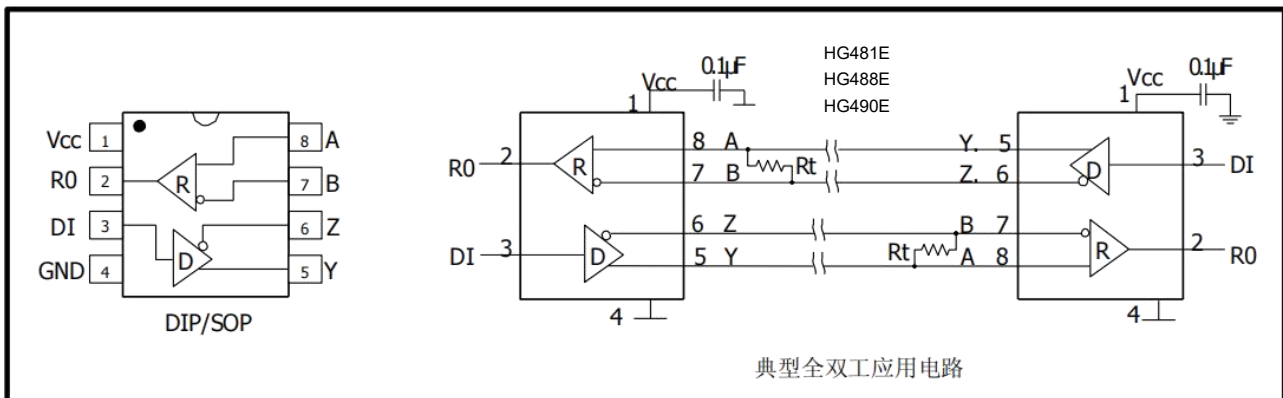 Vcc 1 8 A
R0 2 R 7 B
DI 3 6 Z
GND 4 D 5 Y
DIP/SOP
HG481E
HG488E
HG490E
Vcc 0.1μF
1
R0 2 R 8 A
7 B
Rt
DI 3 D 6 Z
5 Y
4
Vcc 0.1μF
1
Y. 5 D 3 DI
Z. 6
B 7 R 2 R0
Rt A 8
4
典型全双工应用电路